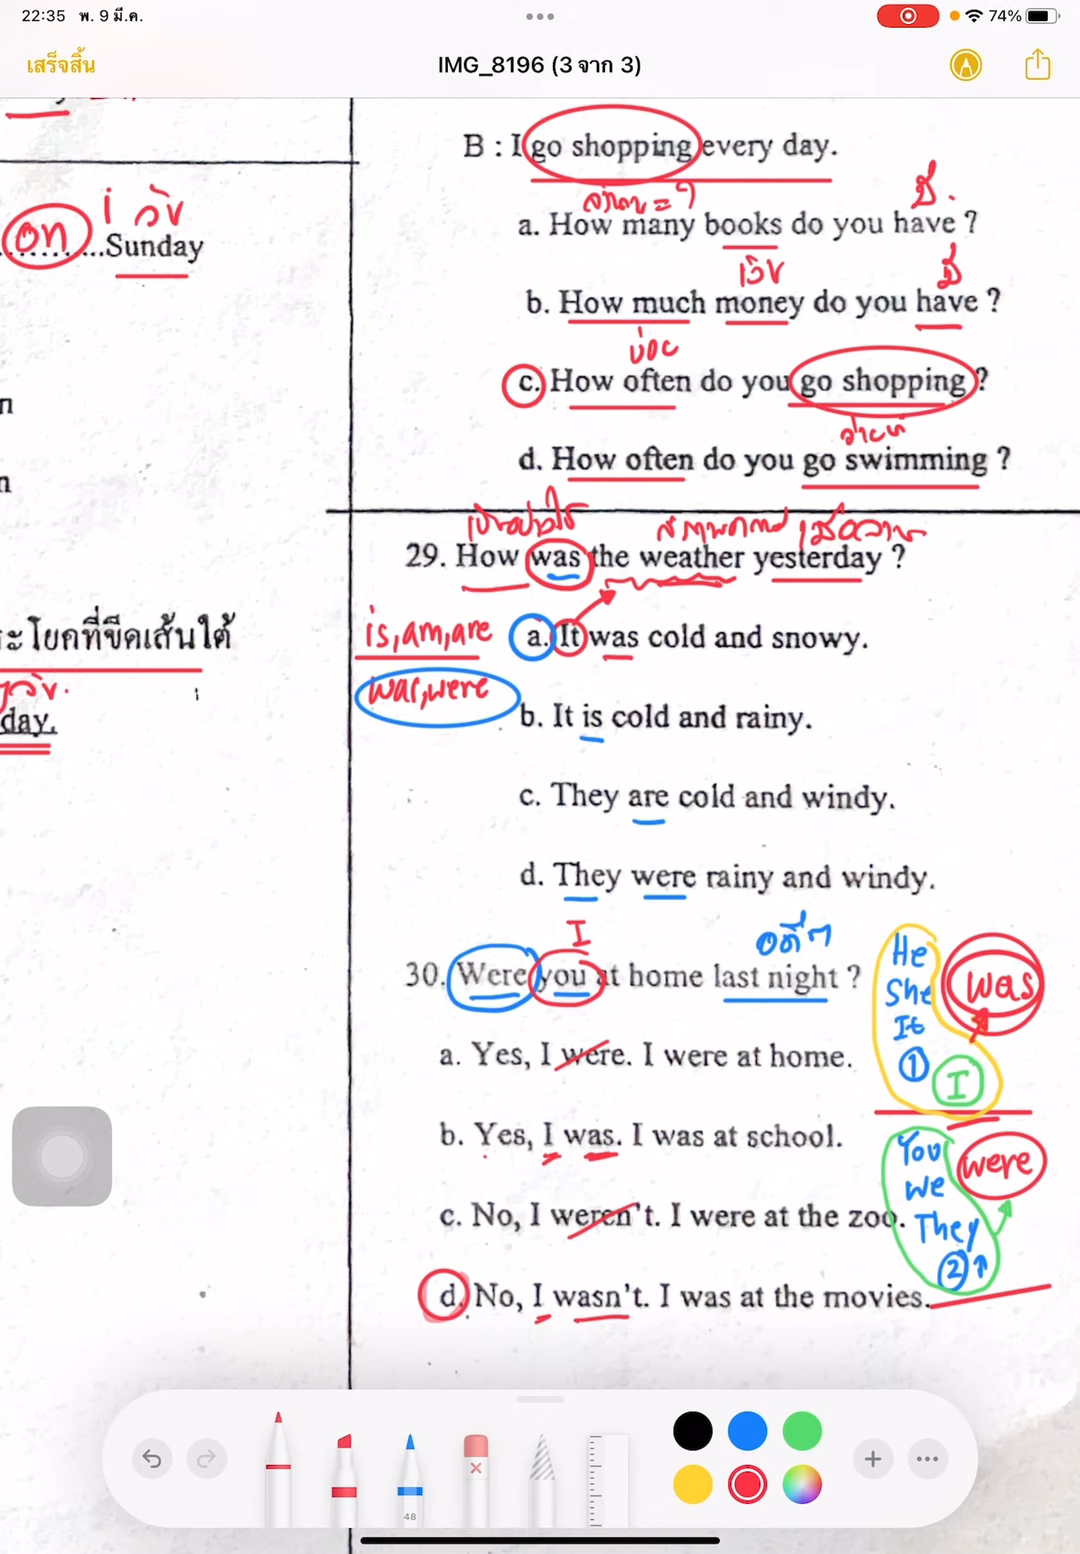 22:35 พ. 9 มี.ค.
74%
เสร็จสิ้น
IMG_8196 (3 จาก 3)
B : I go shopping every day.
on ...Sunday
a. How many books do you have ?
b. How much money do you have ?
บ่อย
c. How often do you go shopping ?
d. How often do you go swimming ?
29. How was the weather yesterday ?
is, am, are
a. It was cold and snowy.
was, were
b. It is cold and rainy.
c. They are cold and windy.
d. They were rainy and windy.
ระโยคที่ขีดเส้นใต้
day.
I
อดีต
30. Were you at home last night ?
He
She
It
① I
was
a. Yes, I were. I were at home.
b. Yes, I was. I was at school.
You
we
They
②↑
were
c. No, I weren't. I were at the zoo.
d. No, I wasn't. I was at the movies.
48